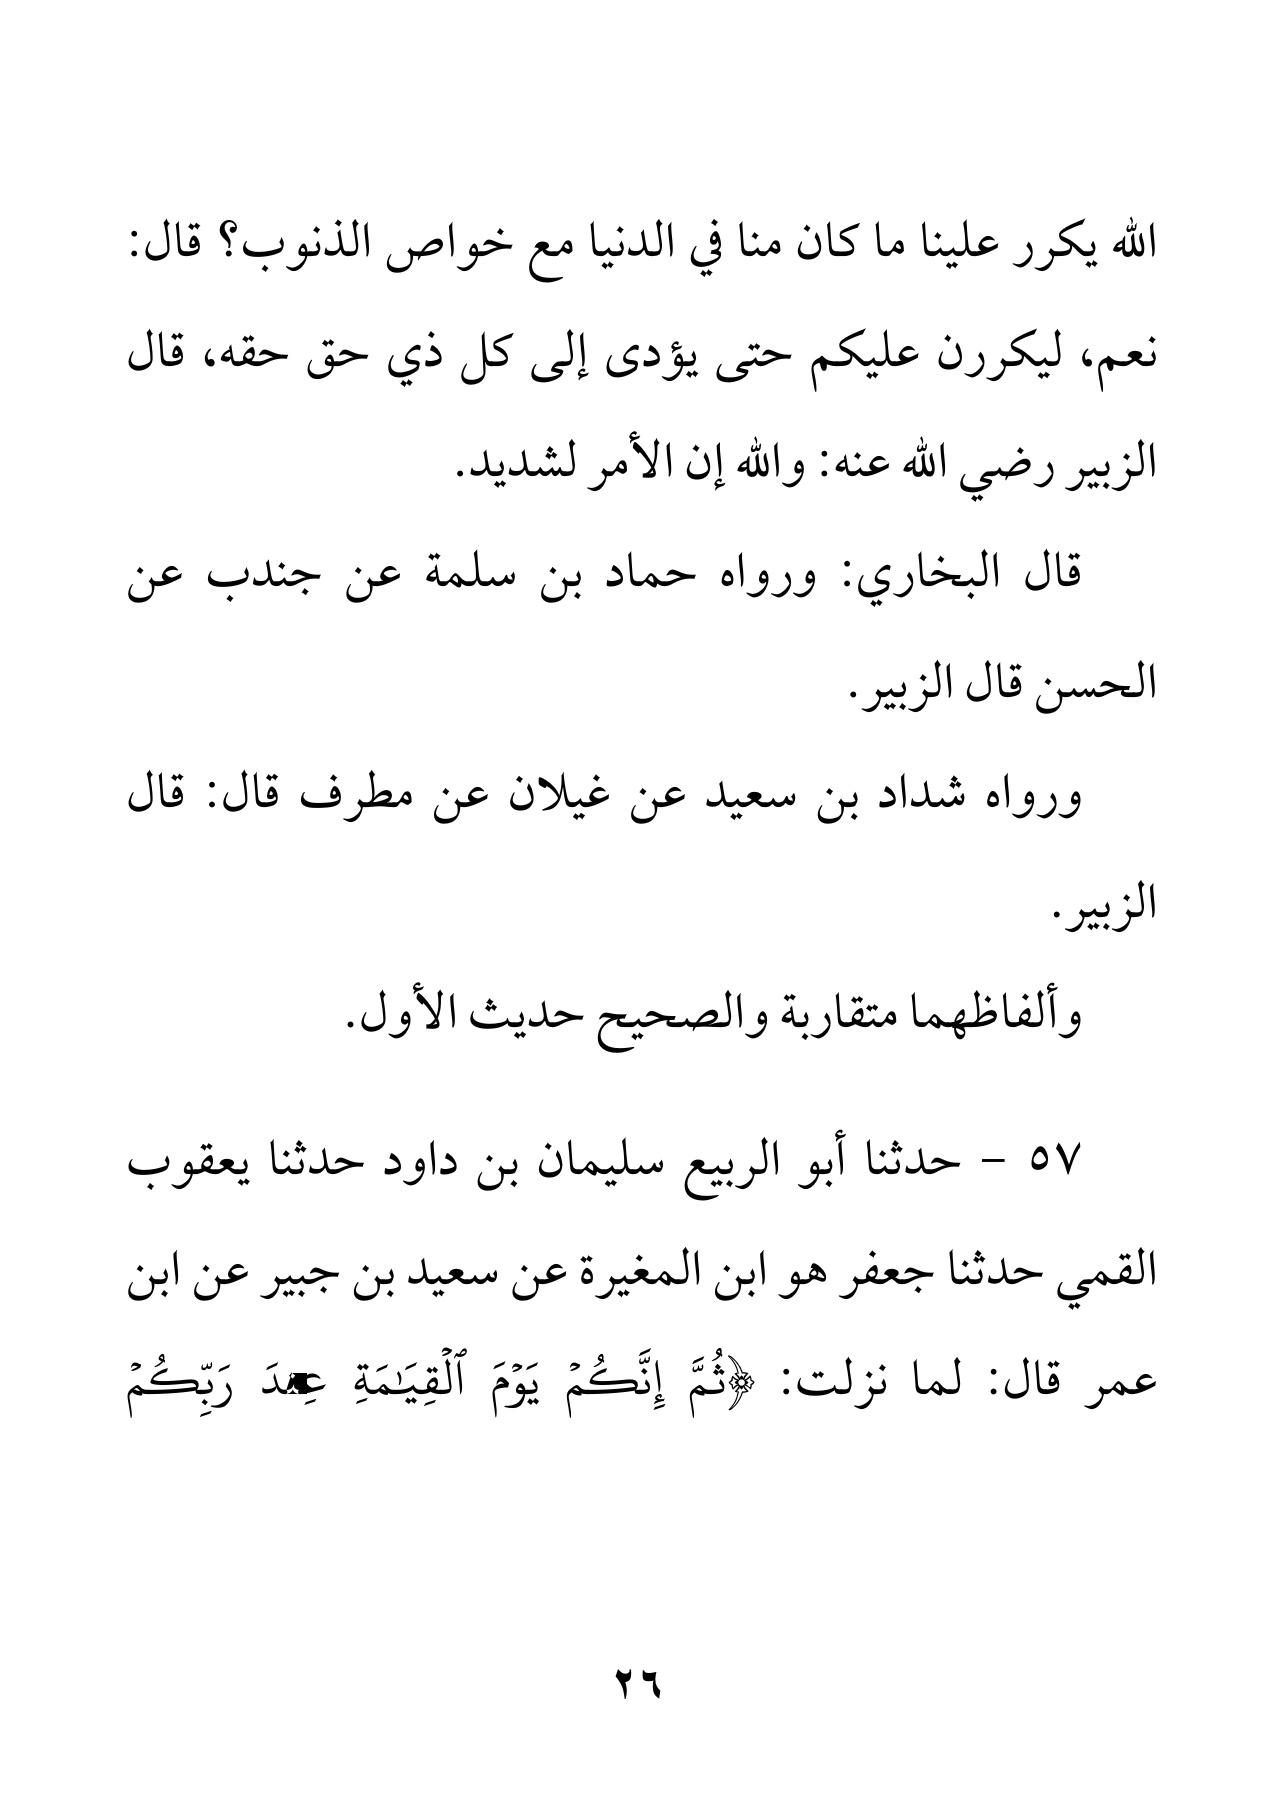 الله يكرر علينا ما كان منا في الدنيا مع خواص الذنوب؟ قال:
نعم، ليكررن عليكم حتى يؤدى إلى كل ذي حق حقه، قال
الزبير رضي الله عنه: والله إن الأمر لشديد.
قال البخاري: ورواه حماد بن سلمة عن جندب عن
الحسن قال الزبير.
ورواه شداد بن سعيد عن غيلان عن مطرف قال: قال
الزبير.
وألفاظهما متقاربة والصحيح حديث الأول.
٥٧ – حدثنا أبو الربيع سليمان بن داود حدثنا يعقوب
القمي حدثنا جعفر هو ابن المغيرة عن سعيد بن جبير عن ابن
عمر قال: لما نزلت: ﴿ثُمَّ إِنَّكُمۡ يَوۡمَ ٱلۡقِيَٰمَةِ عِندَ رَبِّكُمۡ
٢٦